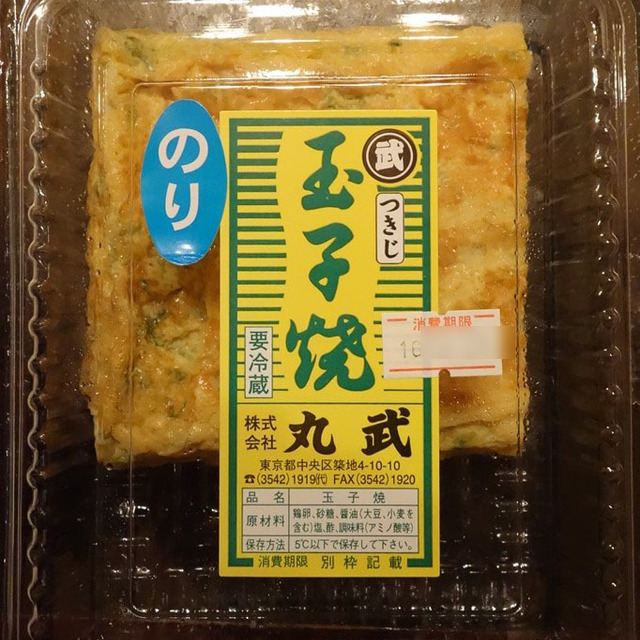 のり
武
つきじ
玉子焼
要冷蔵
消費期限
16
株式
会社
丸武
東京都中央区築地4-10-10
☎(3542)1919㈹ FAX(3542)1920
品名 玉子焼
原材料 鶏卵、砂糖、醤油(大豆、小麦を
含む)塩、酢、調味料(アミノ酸等)
保存方法 5℃以下で保存して下さい。
消費期限 別枠記載